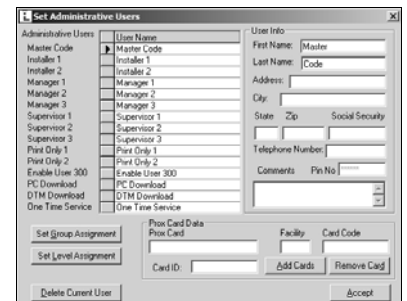 Set Administrative Users
Administrative Users
Master Code
Installer 1
Installer 2
Manager 1
Manager 2
Manager 3
Supervisor 1
Supervisor 2
Supervisor 3
Print Only 1
Print Only 2
Enable User 300
PC Download
DTM Download
One Time Service
User Name
Master Code
Installer 1
Installer 2
Manager 1
Manager 2
Manager 3
Supervisor 1
Supervisor 2
Supervisor 3
Print Only 1
Print Only 2
Enable User 300
PC Download
DTM Download
One Time Service
User Info
First Name: Master
Last Name: Code
Address:
City:
State Zip Social Security
Telephone Number:
Comments Pin No
Set Group Assignment
Set Level Assignment
Delete Current User
Prox Card Data
Prox Card Facility Card Code
Card ID: Add Cards Remove Card
Accept